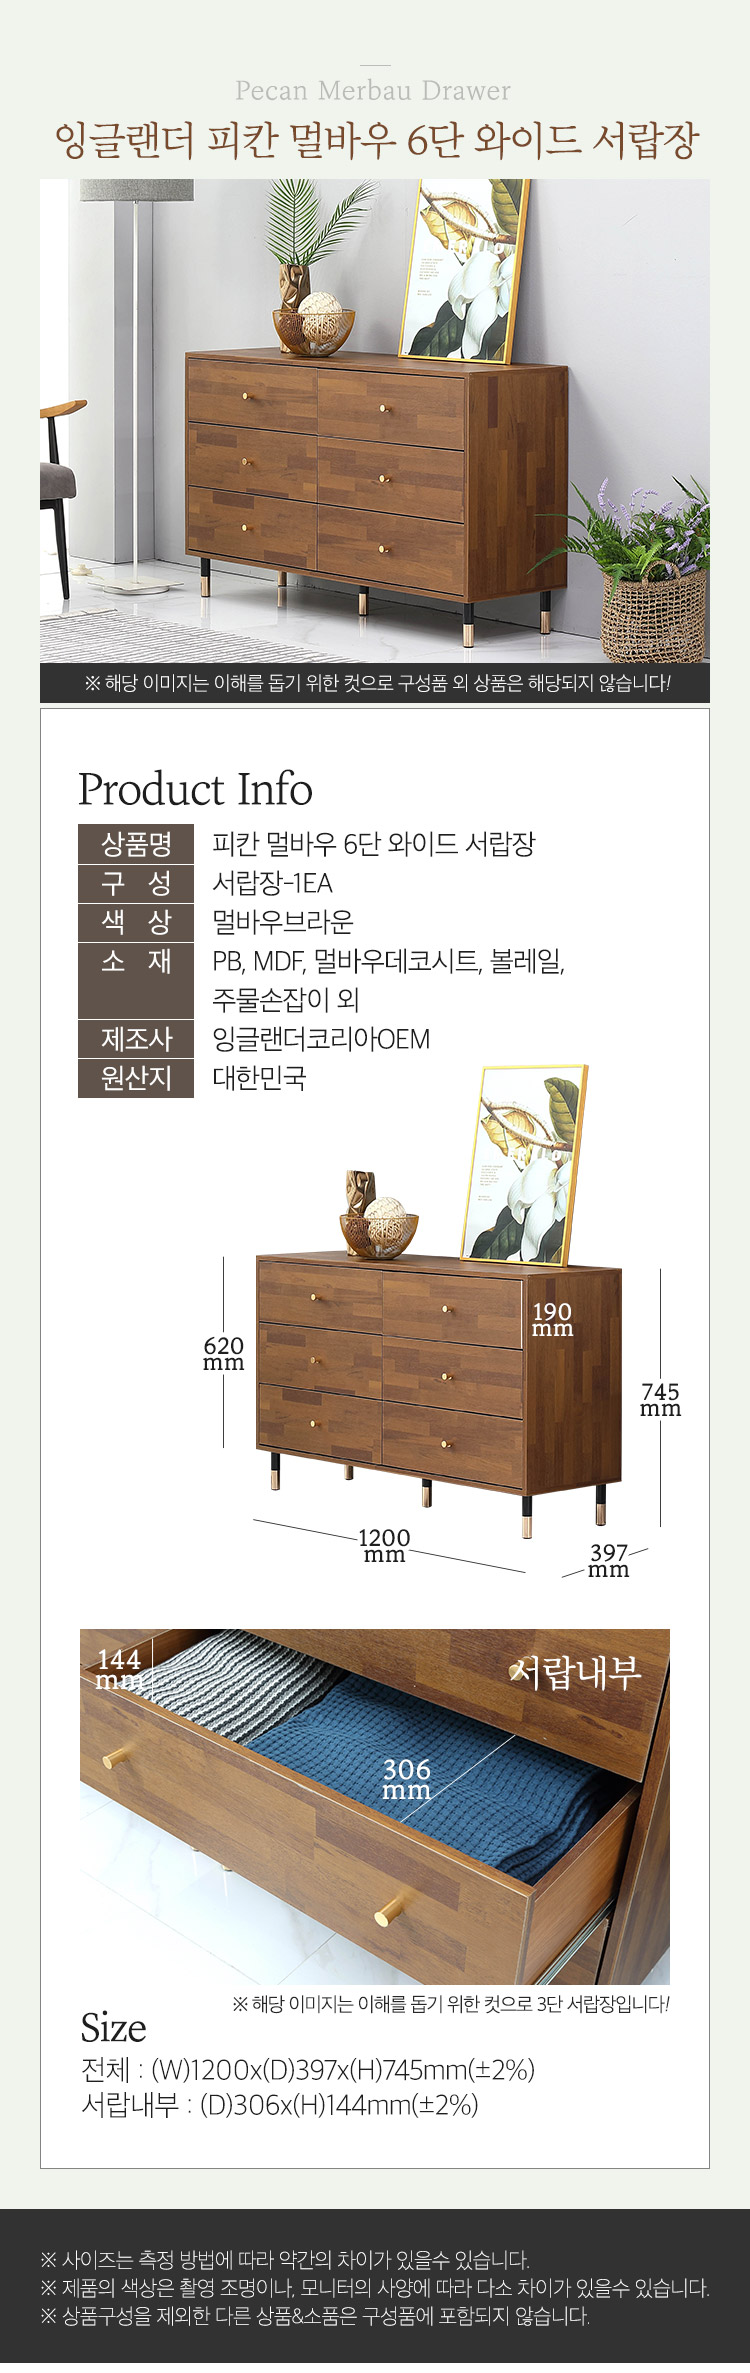 Pecan Merbau Drawer
잉글랜더 피칸 멀바우 6단 와이드 서랍장
※ 해당 이미지는 이해를 돕기 위한 컷으로 구성품 외 상품은 해당되지 않습니다!
Product Info
상품명 피칸 멀바우 6단 와이드 서랍장
구 성 서랍장-1EA
색 상 멀바우브라운
소 재 PB, MDF, 멀바우데코시트, 볼레일,
주물손잡이 외
제조사 잉글랜더코리아OEM
원산지 대한민국
190
mm
620
mm
745
mm
1200
mm
397
mm
144
mm
서랍내부
306
mm
※ 해당 이미지는 이해를 돕기 위한 컷으로 3단 서랍장입니다!
Size
전체 : (W)1200x(D)397x(H)745mm(±2%)
서랍내부 : (D)306x(H)144mm(±2%)
※ 사이즈는 측정 방법에 따라 약간의 차이가 있을수 있습니다.
※ 제품의 색상은 촬영 조명이나, 모니터의 사양에 따라 다소 차이가 있을수 있습니다.
※ 상품구성을 제외한 다른 상품&소품은 구성품에 포함되지 않습니다.